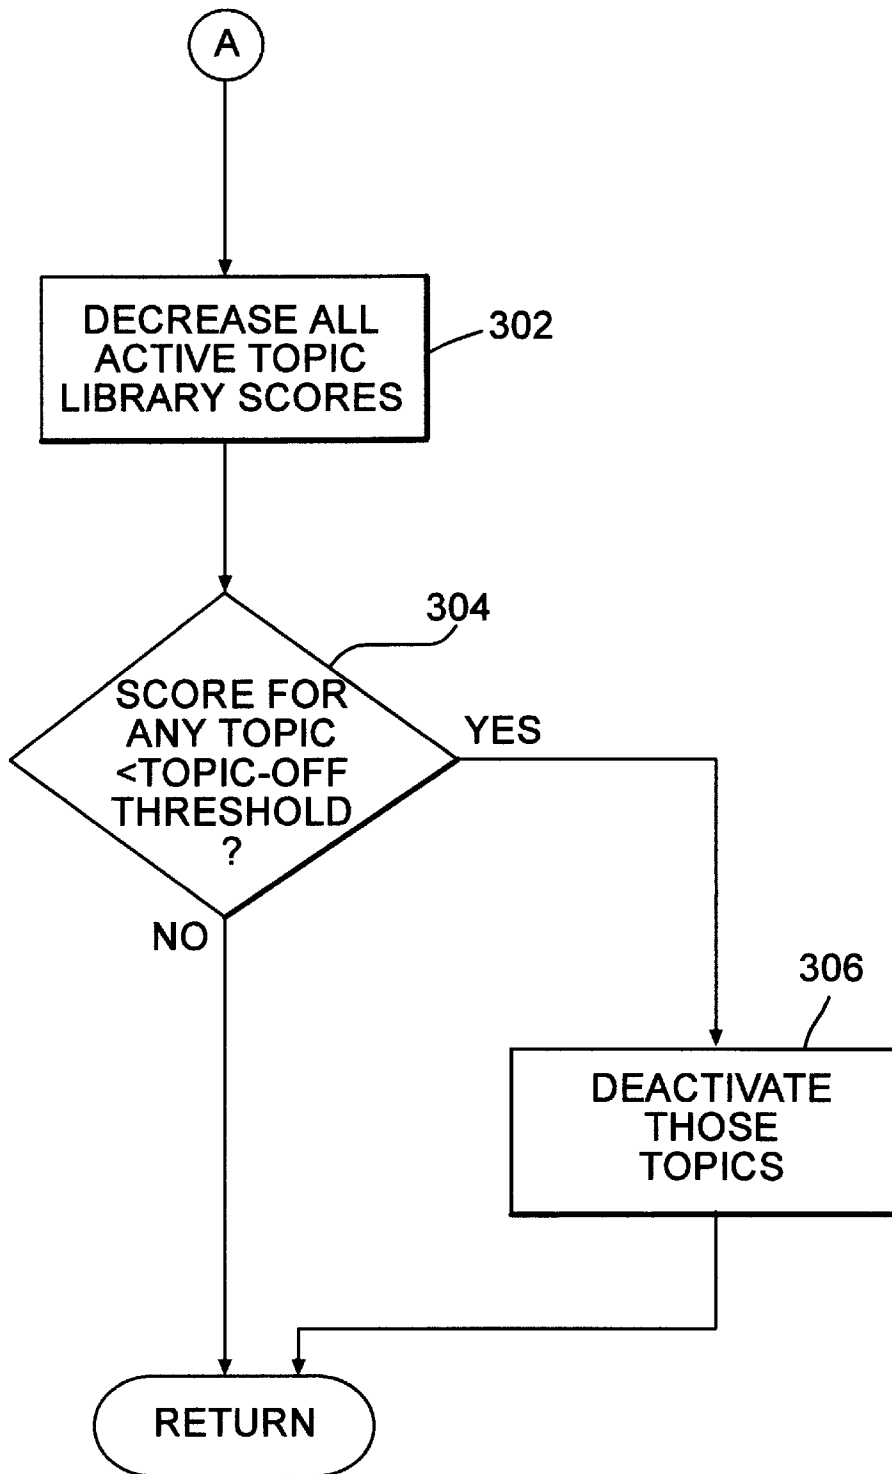 A
DECREASE ALL
ACTIVE TOPIC
LIBRARY SCORES
302
304
SCORE FOR
ANY TOPIC
<TOPIC-OFF
THRESHOLD
?
YES
NO
306
DEACTIVATE
THOSE
TOPICS
RETURN